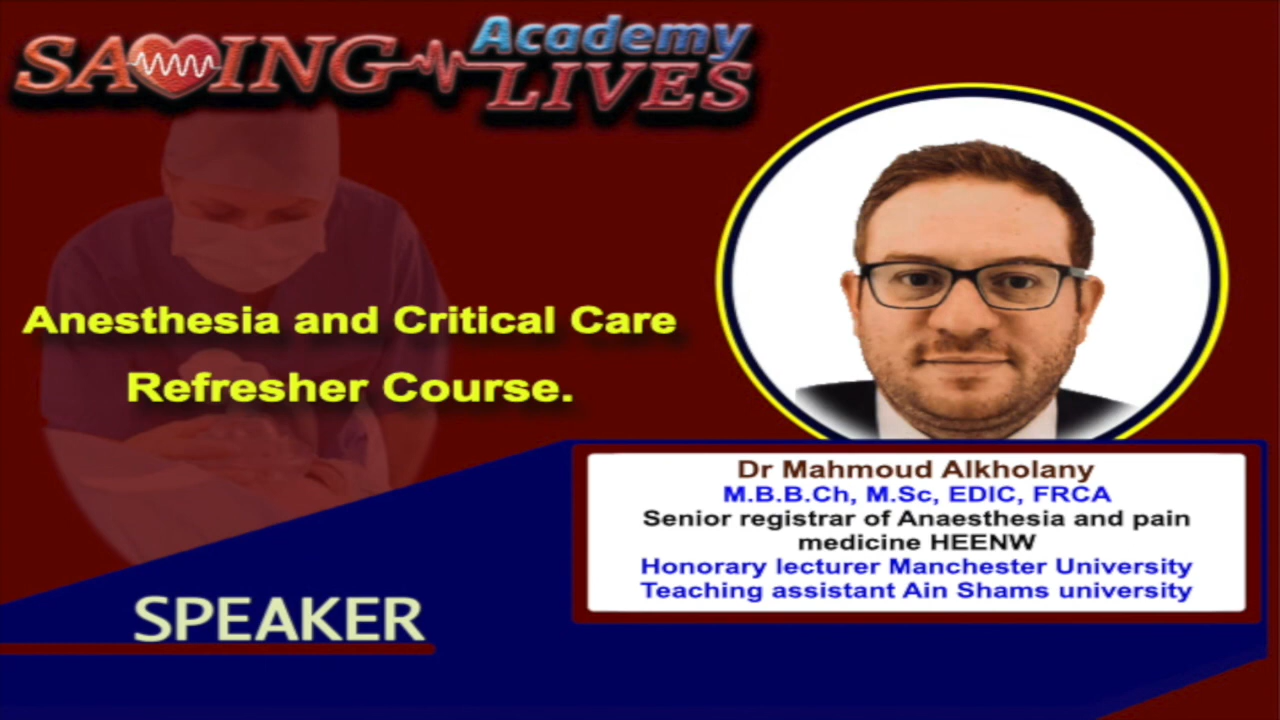 SAVING Academy LIVES
Anesthesia and Critical Care
Refresher Course.
Dr Mahmoud Alkholany
M.B.B.Ch, M.Sc, EDIC, FRCA
Senior registrar of Anaesthesia and pain
medicine HEENW
Honorary lecturer Manchester University
Teaching assistant Ain Shams university
SPEAKER